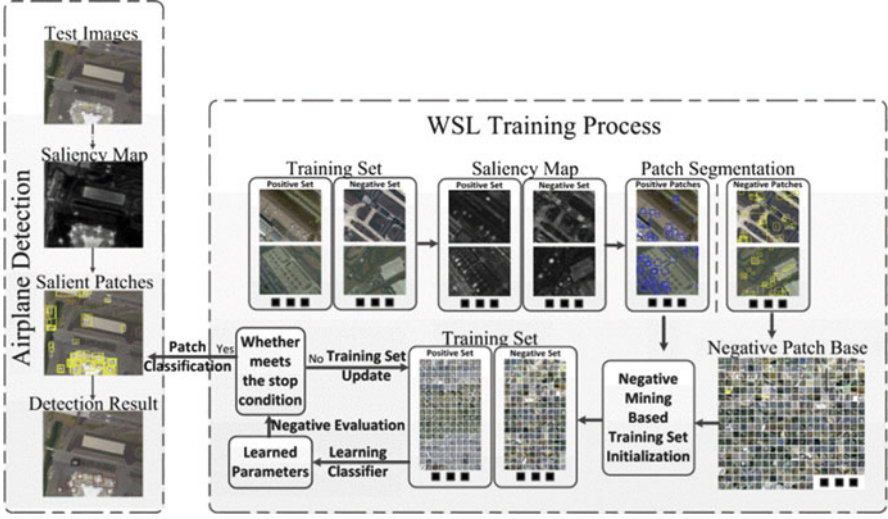 Test Images
Saliency Map
Salient Patches
Detection Result
Airplane Detection
WSL Training Process
Training Set
Positive Set
Negative Set
Saliency Map
Positive Set
Negative Set
Patch Segmentation
Positive Patches
Negative Patches
Negative Patch Base
Negative
Mining
Based
Training Set
Initialization
Training Set
Positive Set
Negative Set
Learning
Classifier
Learned
Parameters
Negative Evaluation
Whether
meets
the stop
condition
No
Training Set
Update
Yes
Patch
Classification